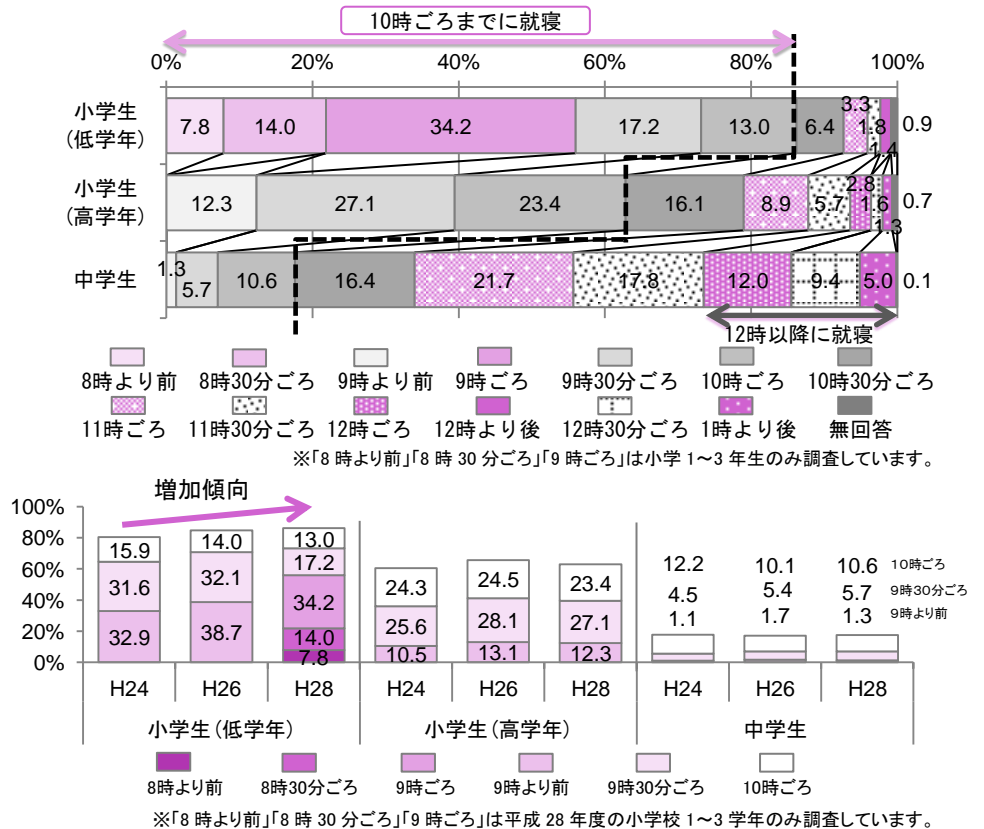 10時ごろまでに就寝
0% 20% 40% 60% 80% 100%
小学生
(低学年)
7.8 14.0 34.2 17.2 13.0 6.4 3.3 1.8 1.4 0.9
小学生
(高学年)
12.3 27.1 23.4 16.1 8.9 5.7 2.8 1.6 1.3 0.7
中学生
1.3 5.7 10.6 16.4 21.7 17.8 12.0 9.4 5.0 0.1
12時以降に就寝
8時より前 8時30分ごろ 9時より前 9時ごろ 9時30分ごろ 10時ごろ 10時30分ごろ
11時ごろ 11時30分ごろ 12時ごろ 12時より後 12時30分ごろ 1時より後 無回答
※「8 時より前」「8 時 30 分ごろ」「9 時ごろ」は小学 1~3 年生のみ調査しています。
増加傾向
100%
80%
60%
40%
20%
0%
15.9 14.0 13.0
31.6 32.1 17.2
32.9 38.7 34.2
14.0
7.8
24.3 24.5 23.4
25.6 28.1 27.1
10.5 13.1 12.3
12.2 10.1 10.6 10時ごろ
4.5 5.4 5.7 9時30分ごろ
1.1 1.7 1.3 9時より前
H24 H26 H28 H24 H26 H28 H24 H26 H28
小学生(低学年) 小学生(高学年) 中学生
8時より前 8時30分ごろ 9時ごろ 9時より前 9時30分ごろ 10時ごろ
※「8 時より前」「8 時 30 分ごろ」「9 時ごろ」は平成 28 年度の小学校 1~3 学年のみ調査しています。